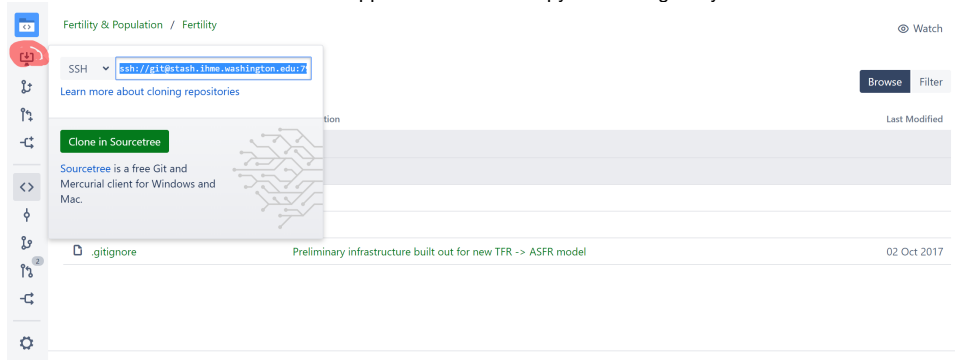 Fertility & Population / Fertility
Watch
SSH
ssh://git@stash.ihme.washington.edu:79
Learn more about cloning repositories
Browse Filter
tion
Last Modified
Clone in Sourcetree
Sourcetree is a free Git and
Mercurial client for Windows and
Mac.
.gitignore Preliminary infrastructure built out for new TFR -> ASFR model 02 Oct 2017
2